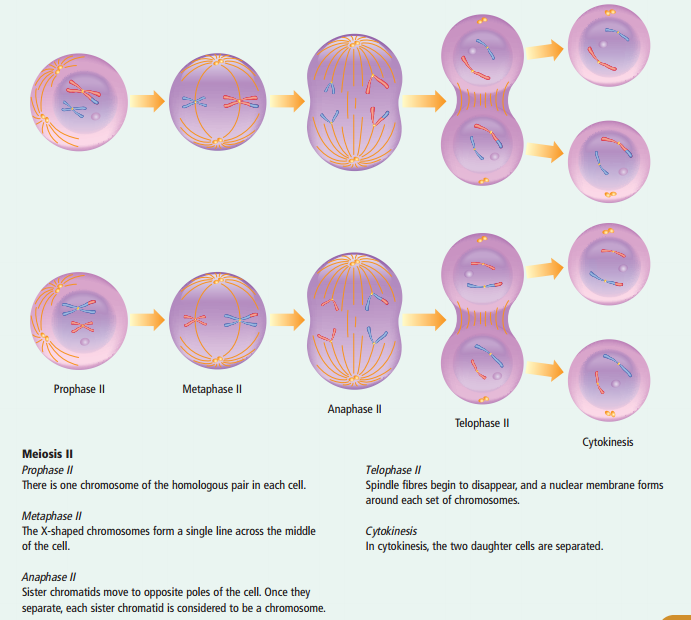 Prophase II
Metaphase II
Anaphase II
Telophase II
Cytokinesis
Meiosis II
Prophase II
There is one chromosome of the homologous pair in each cell.
Metaphase II
The X-shaped chromosomes form a single line across the middle
of the cell.
Anaphase II
Sister chromatids move to opposite poles of the cell. Once they
separate, each sister chromatid is considered to be a chromosome.
Telophase II
Spindle fibres begin to disappear, and a nuclear membrane forms
around each set of chromosomes.
Cytokinesis
In cytokinesis, the two daughter cells are separated.